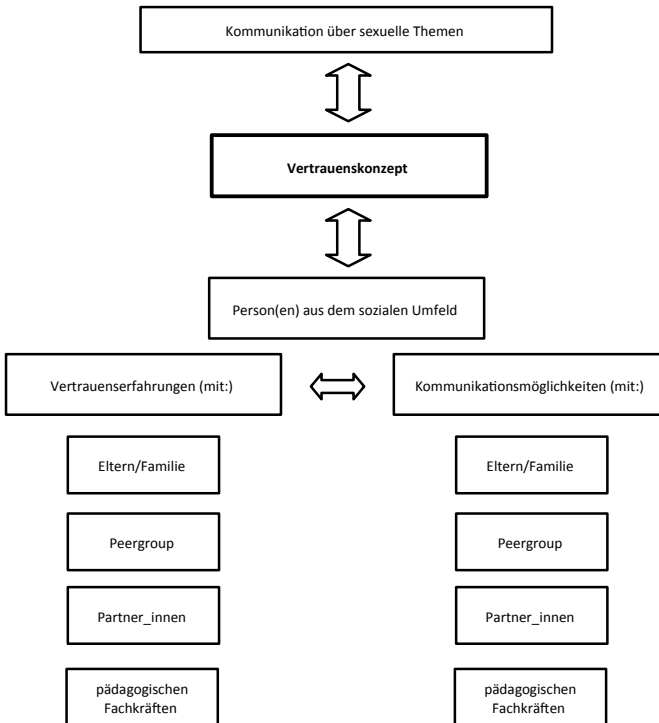 Kommunikation über sexuelle Themen
Vertrauenskonzept
Person(en) aus dem sozialen Umfeld
Vertrauenserfahrungen (mit:)
Kommunikationsmöglichkeiten (mit:)
Eltern/Familie
Eltern/Familie
Peergroup
Peergroup
Partner_innen
Partner_innen
pädagogischen
Fachkräften
pädagogischen
Fachkräften